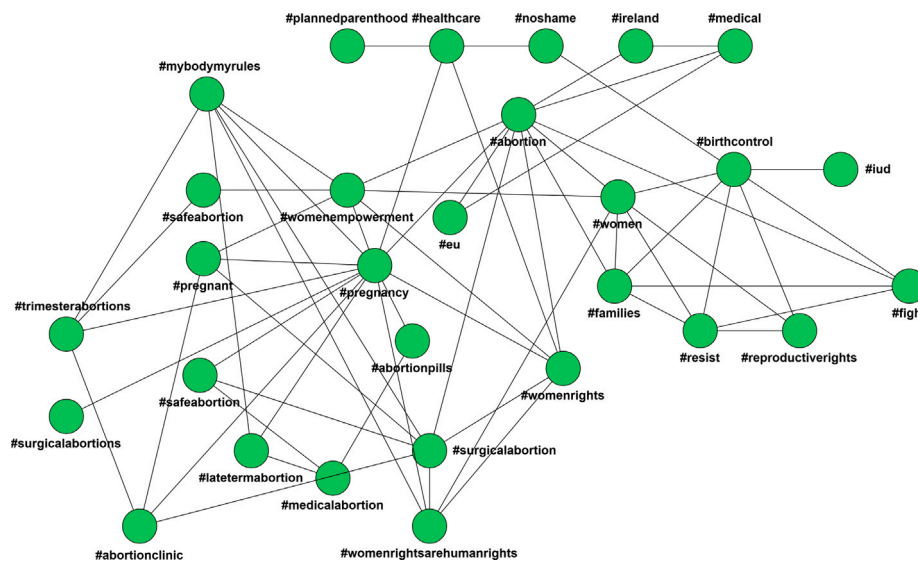 #plannedparenthood #healthcare #noshame #ireland #medical
#mybodymyrules
#abortion #birthcontrol
#iud
#safeabortion #womenempowerment #women
#eu
#pregnant #pregnancy
#trimesterabortions #families #figh
#resist #reproductiverights
#abortionpills
#womenrights
#safeabortion
#surgicalabortions #surgicalabortion
#latetermabortion
#medicalabortion
#womenrightsarehumanrights
#abortionclinic